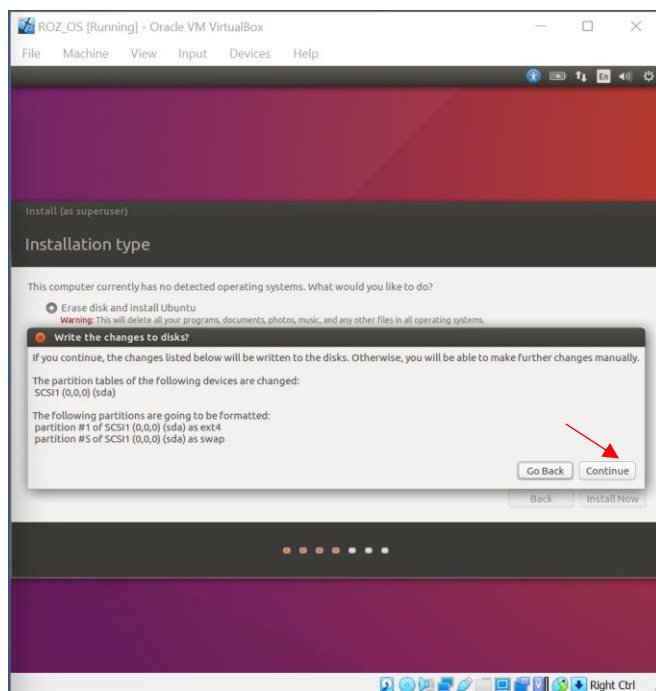 ROZ_OS [Running] - Oracle VM VirtualBox
File Machine View Input Devices Help
En
Install (as superuser)
Installation type
This computer currently has no detected operating systems. What would you like to do?
Erase disk and install Ubuntu
Warning: This will delete all your programs, documents, photos, music, and any other files in all operating systems.
Write the changes to disks?
If you continue, the changes listed below will be written to the disks. Otherwise, you will be able to make further changes manually.
The partition tables of the following devices are changed:
SCSI1 (0,0,0) (sda)
The following partitions are going to be formatted:
partition #1 of SCSI1 (0,0,0) (sda) as ext4
partition #5 of SCSI1 (0,0,0) (sda) as swap
Go Back Continue
Back Install Now
Right Ctrl